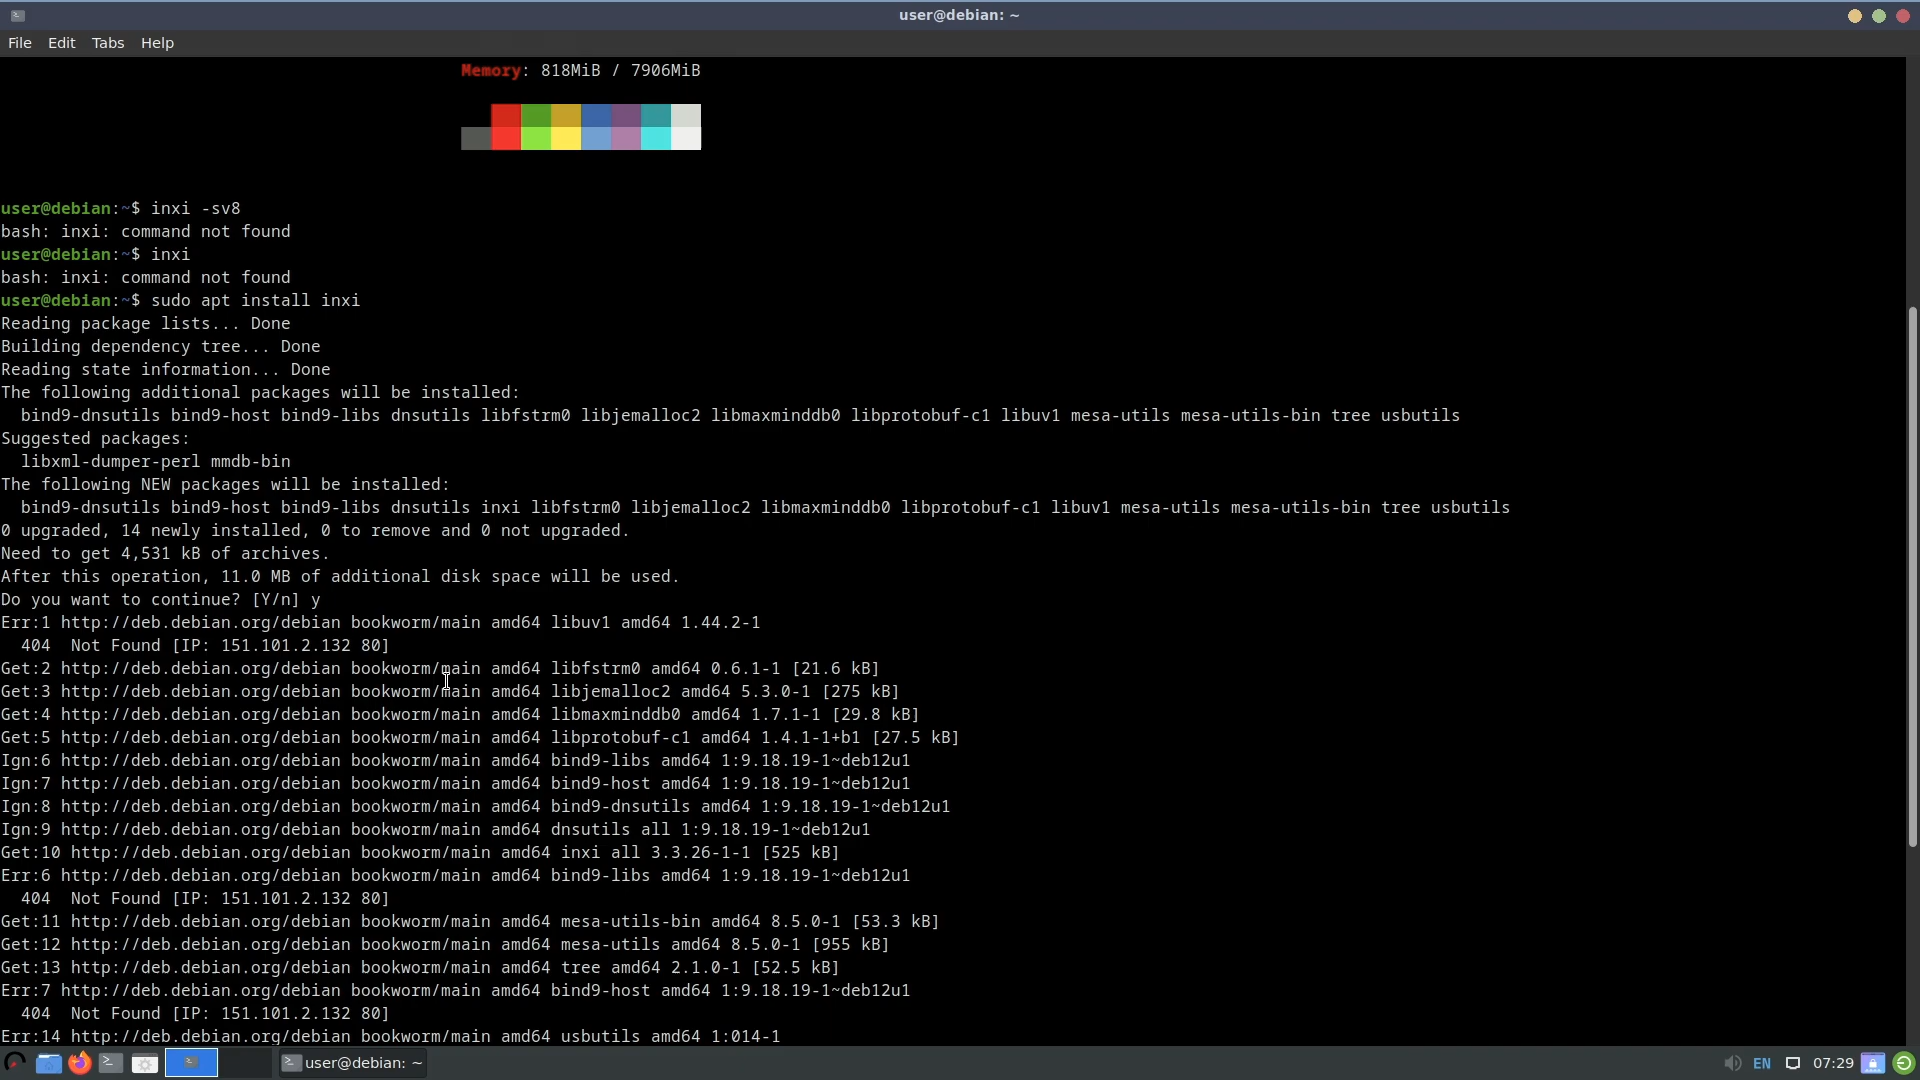 user@debian: ~
File Edit Tabs Help
Memory: 818MiB / 7906MiB
user@debian:~$ inxi -sv8
bash: inxi: command not found
user@debian:~$ inxi
bash: inxi: command not found
user@debian:~$ sudo apt install inxi
Reading package lists... Done
Building dependency tree... Done
Reading state information... Done
The following additional packages will be installed:
  bind9-dnsutils bind9-host bind9-libs dnsutils libfstrm0 libjemalloc2 libmaxminddb0 libprotobuf-c1 libuv1 mesa-utils mesa-utils-bin tree usbutils
Suggested packages:
  libxml-dumper-perl mmdb-bin
The following NEW packages will be installed:
  bind9-dnsutils bind9-host bind9-libs dnsutils inxi libfstrm0 libjemalloc2 libmaxminddb0 libprotobuf-c1 libuv1 mesa-utils mesa-utils-bin tree usbutils
0 upgraded, 14 newly installed, 0 to remove and 0 not upgraded.
Need to get 4,531 kB of archives.
After this operation, 11.0 MB of additional disk space will be used.
Do you want to continue? [Y/n] y
Err:1 http://deb.debian.org/debian bookworm/main amd64 libuv1 amd64 1.44.2-1
  404  Not Found [IP: 151.101.2.132 80]
Get:2 http://deb.debian.org/debian bookworm/main amd64 libfstrm0 amd64 0.6.1-1 [21.6 kB]
Get:3 http://deb.debian.org/debian bookworm/main amd64 libjemalloc2 amd64 5.3.0-1 [275 kB]
Get:4 http://deb.debian.org/debian bookworm/main amd64 libmaxminddb0 amd64 1.7.1-1 [29.8 kB]
Get:5 http://deb.debian.org/debian bookworm/main amd64 libprotobuf-c1 amd64 1.4.1-1+b1 [27.5 kB]
Ign:6 http://deb.debian.org/debian bookworm/main amd64 bind9-libs amd64 1:9.18.19-1~deb12u1
Ign:7 http://deb.debian.org/debian bookworm/main amd64 bind9-host amd64 1:9.18.19-1~deb12u1
Ign:8 http://deb.debian.org/debian bookworm/main amd64 bind9-dnsutils amd64 1:9.18.19-1~deb12u1
Ign:9 http://deb.debian.org/debian bookworm/main amd64 dnsutils all 1:9.18.19-1~deb12u1
Get:10 http://deb.debian.org/debian bookworm/main amd64 inxi all 3.3.26-1-1 [525 kB]
Err:6 http://deb.debian.org/debian bookworm/main amd64 bind9-libs amd64 1:9.18.19-1~deb12u1
  404  Not Found [IP: 151.101.2.132 80]
Get:11 http://deb.debian.org/debian bookworm/main amd64 mesa-utils-bin amd64 8.5.0-1 [53.3 kB]
Get:12 http://deb.debian.org/debian bookworm/main amd64 mesa-utils amd64 8.5.0-1 [955 kB]
Get:13 http://deb.debian.org/debian bookworm/main amd64 tree amd64 2.1.0-1 [52.5 kB]
Err:7 http://deb.debian.org/debian bookworm/main amd64 bind9-host amd64 1:9.18.19-1~deb12u1
  404  Not Found [IP: 151.101.2.132 80]
Err:14 http://deb.debian.org/debian bookworm/main amd64 usbutils amd64 1:014-1
user@debian: ~ EN 07:29